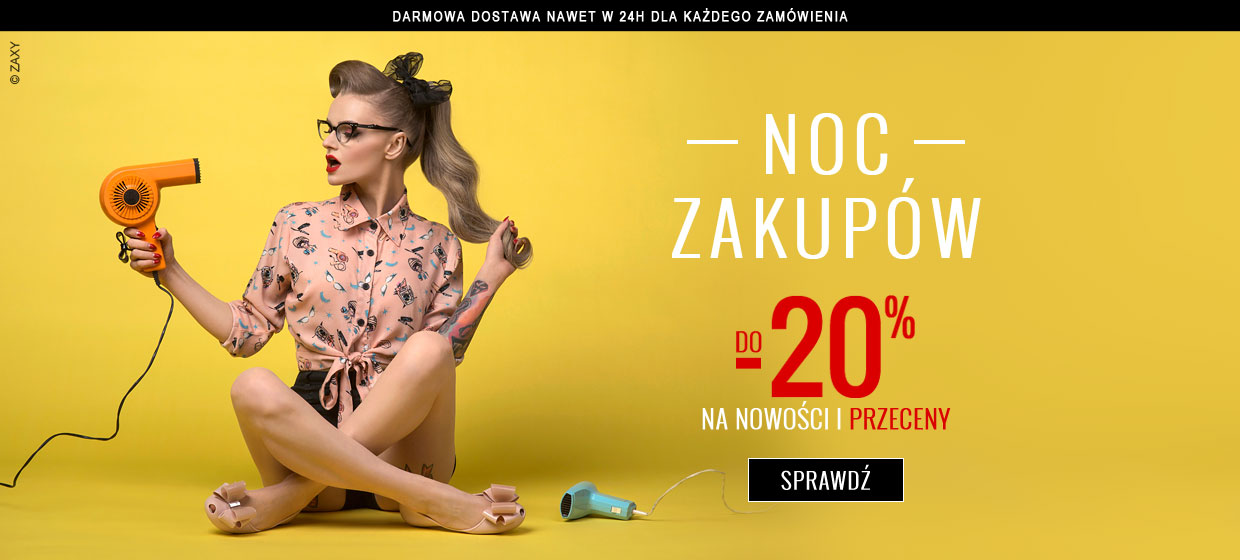 DARMOWA DOSTAWA NAWET W 24H DLA KAŻDEGO ZAMÓWIENIA
© ZAXY
NOC
ZAKUPÓW
DO -20%
NA NOWOŚCI I PRZECENY
SPRAWDŹ